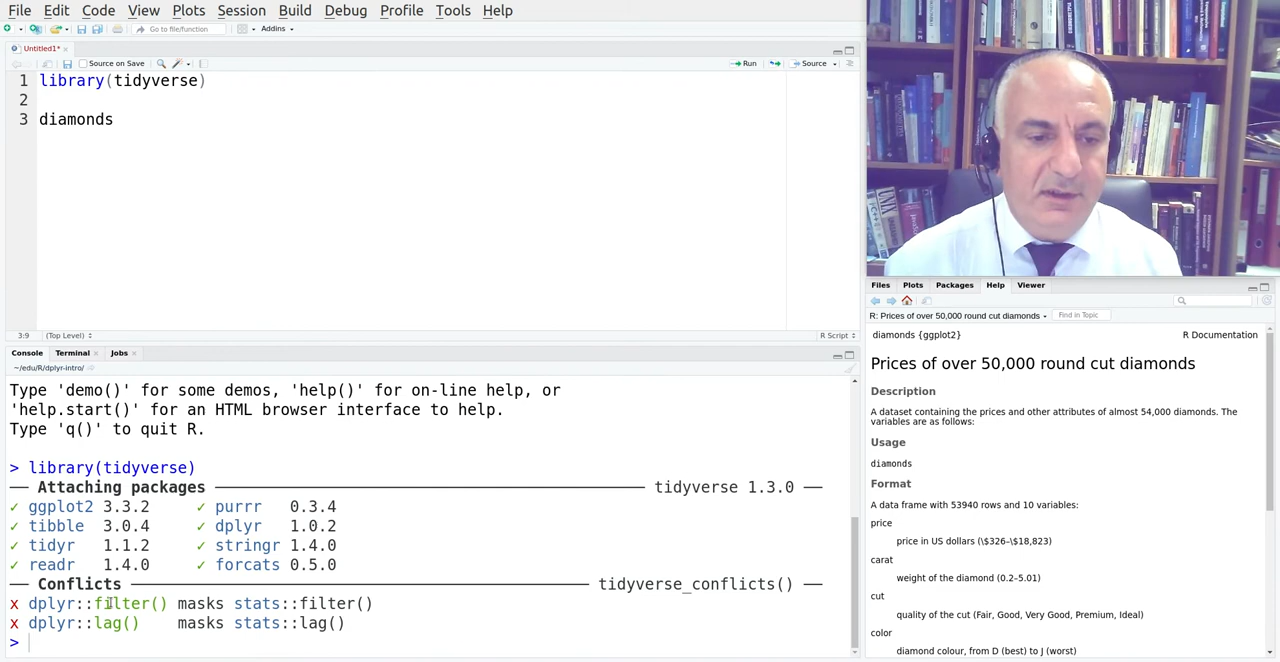 File Edit Code View Plots Session Build Debug Profile Tools Help
Go to file/function Addins
Untitled1*
Source on Save Run Source
1 library(tidyverse)
2
3 diamonds
3:9 (Top Level) R Script
Console Terminal Jobs
~/edu/R/dplyr-intro/
Type 'demo()' for some demos, 'help()' for on-line help, or
'help.start()' for an HTML browser interface to help.
Type 'q()' to quit R.
> library(tidyverse)
── Attaching packages ── tidyverse 1.3.0 ──
✓ ggplot2 3.3.2 ✓ purrr 0.3.4
✓ tibble 3.0.4 ✓ dplyr 1.0.2
✓ tidyr 1.1.2 ✓ stringr 1.4.0
✓ readr 1.4.0 ✓ forcats 0.5.0
── Conflicts ── tidyverse_conflicts() ──
x dplyr::filter() masks stats::filter()
x dplyr::lag() masks stats::lag()
>
UNIX
C++
Files Plots Packages Help Viewer
R: Prices of over 50,000 round cut diamonds Find in Topic
diamonds {ggplot2} R Documentation
Prices of over 50,000 round cut diamonds
Description
A dataset containing the prices and other attributes of almost 54,000 diamonds. The
variables are as follows:
Usage
diamonds
Format
A data frame with 53940 rows and 10 variables:
price
price in US dollars (\$326–\$18,823)
carat
weight of the diamond (0.2–5.01)
cut
quality of the cut (Fair, Good, Very Good, Premium, Ideal)
color
diamond colour, from D (best) to J (worst)